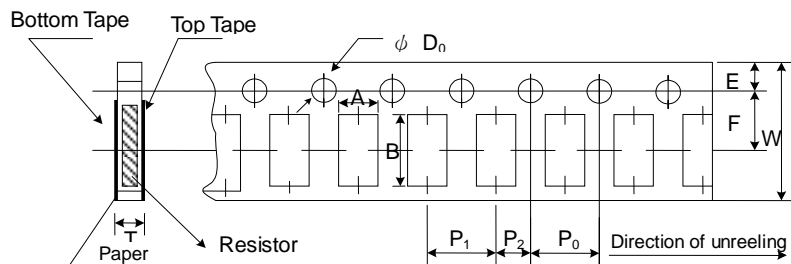 Bottom Tape
Top Tape
ϕ D₀
A
B
E
F
W
T
Paper
Resistor
P₁
P₂
P₀
Direction of unreeling